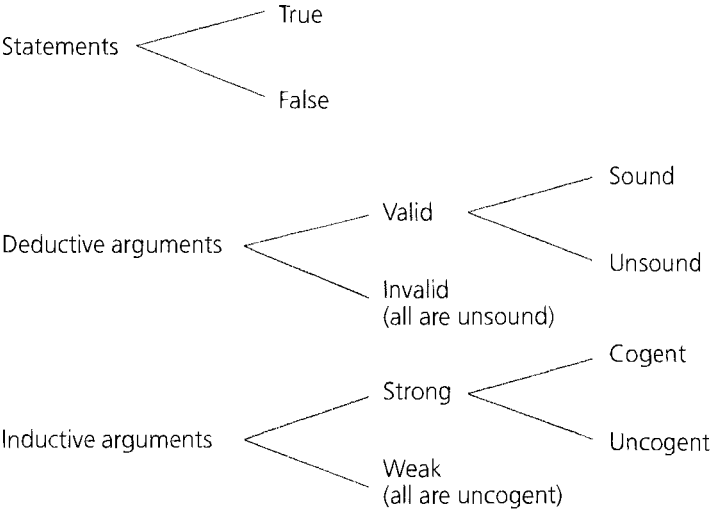 True
Statements
False
Sound
Valid
Deductive arguments
Unsound
Invalid
(all are unsound)
Cogent
Strong
Inductive arguments
Uncogent
Weak
(all are uncogent)